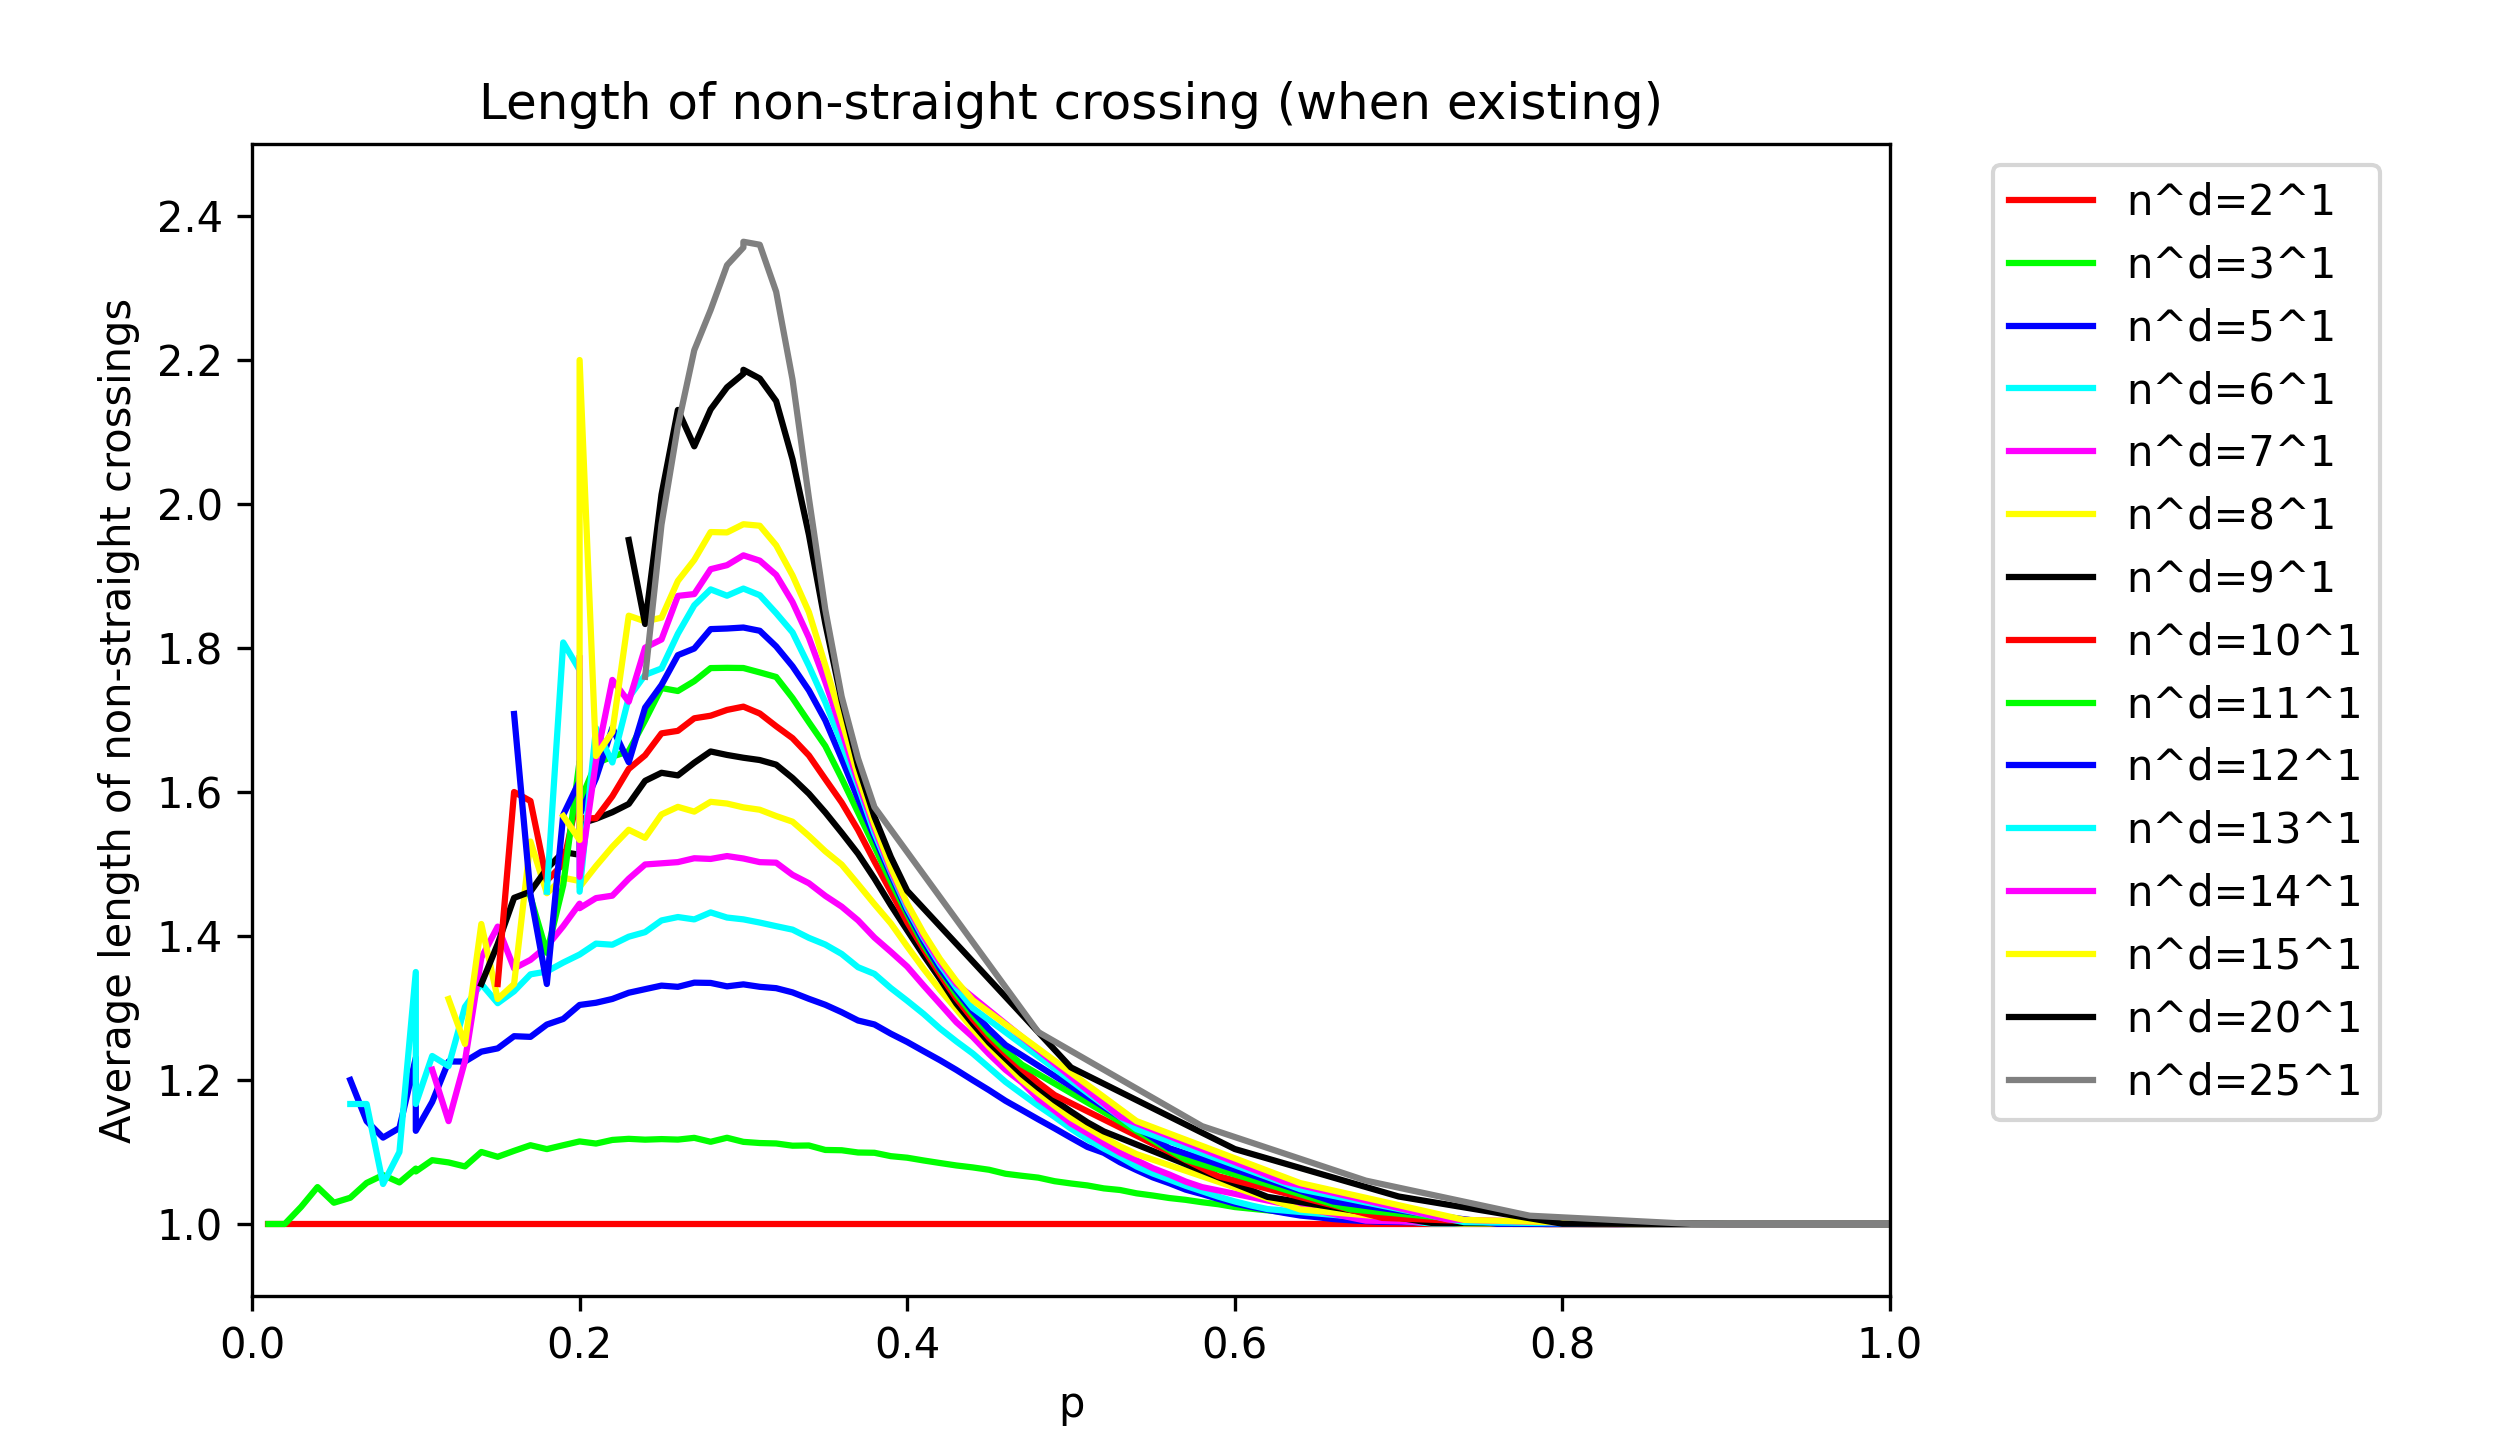 Length of non-straight crossing (when existing)
Average length of non-straight crossings
2.4
2.2
2.0
1.8
1.6
1.4
1.2
1.0
0.0 0.2 0.4 0.6 0.8 1.0
p
n^d=2^1
n^d=3^1
n^d=5^1
n^d=6^1
n^d=7^1
n^d=8^1
n^d=9^1
n^d=10^1
n^d=11^1
n^d=12^1
n^d=13^1
n^d=14^1
n^d=15^1
n^d=20^1
n^d=25^1